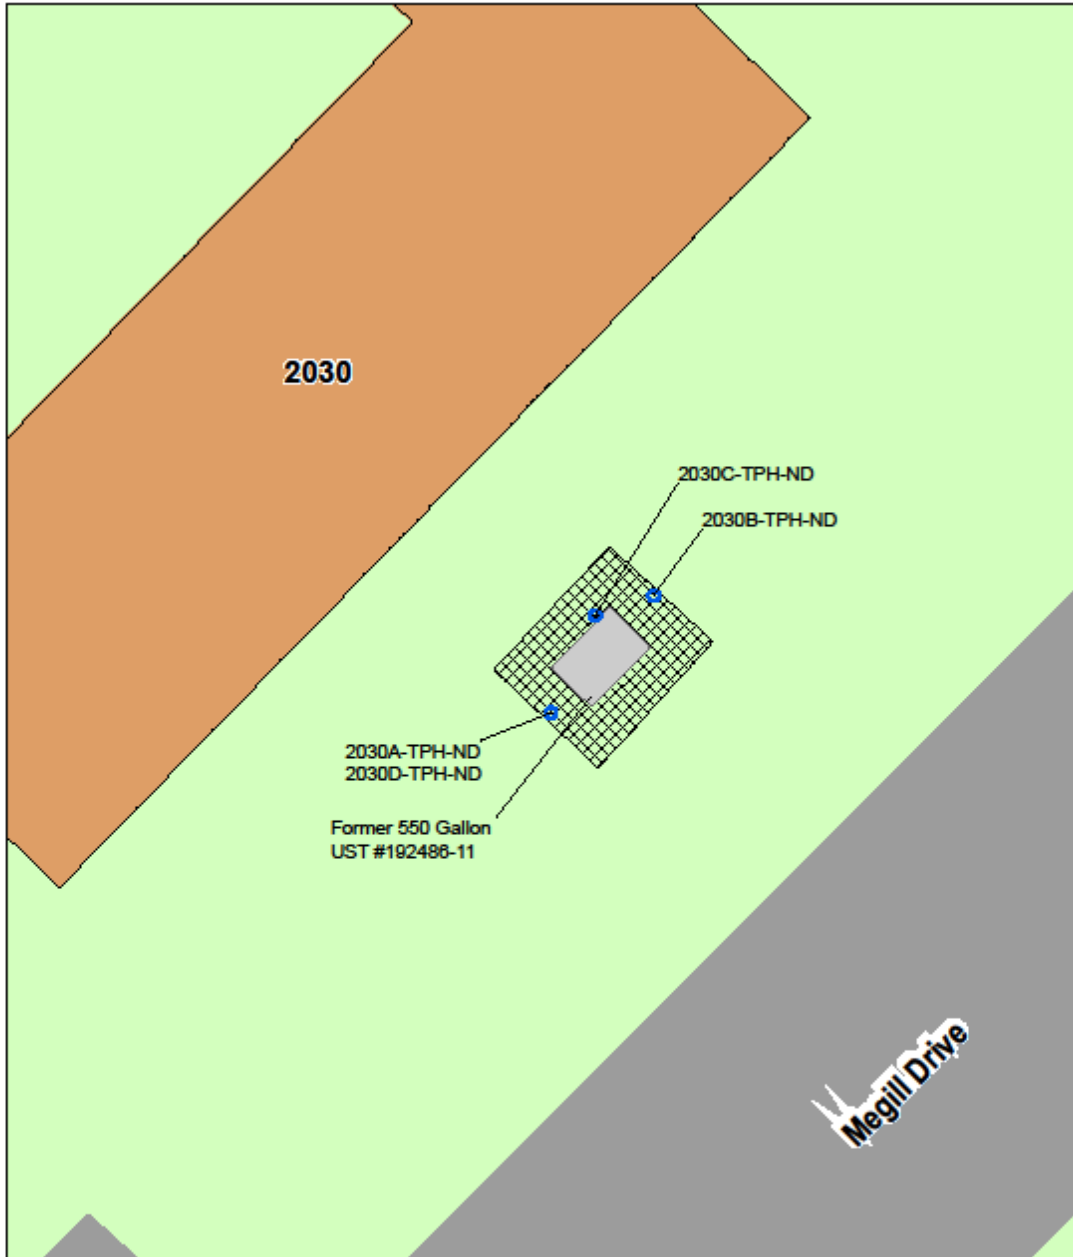 2030
2030C-TPH-ND
2030B-TPH-ND
2030A-TPH-ND
2030D-TPH-ND
Former 550 Gallon
UST #192486-11
Megill Drive